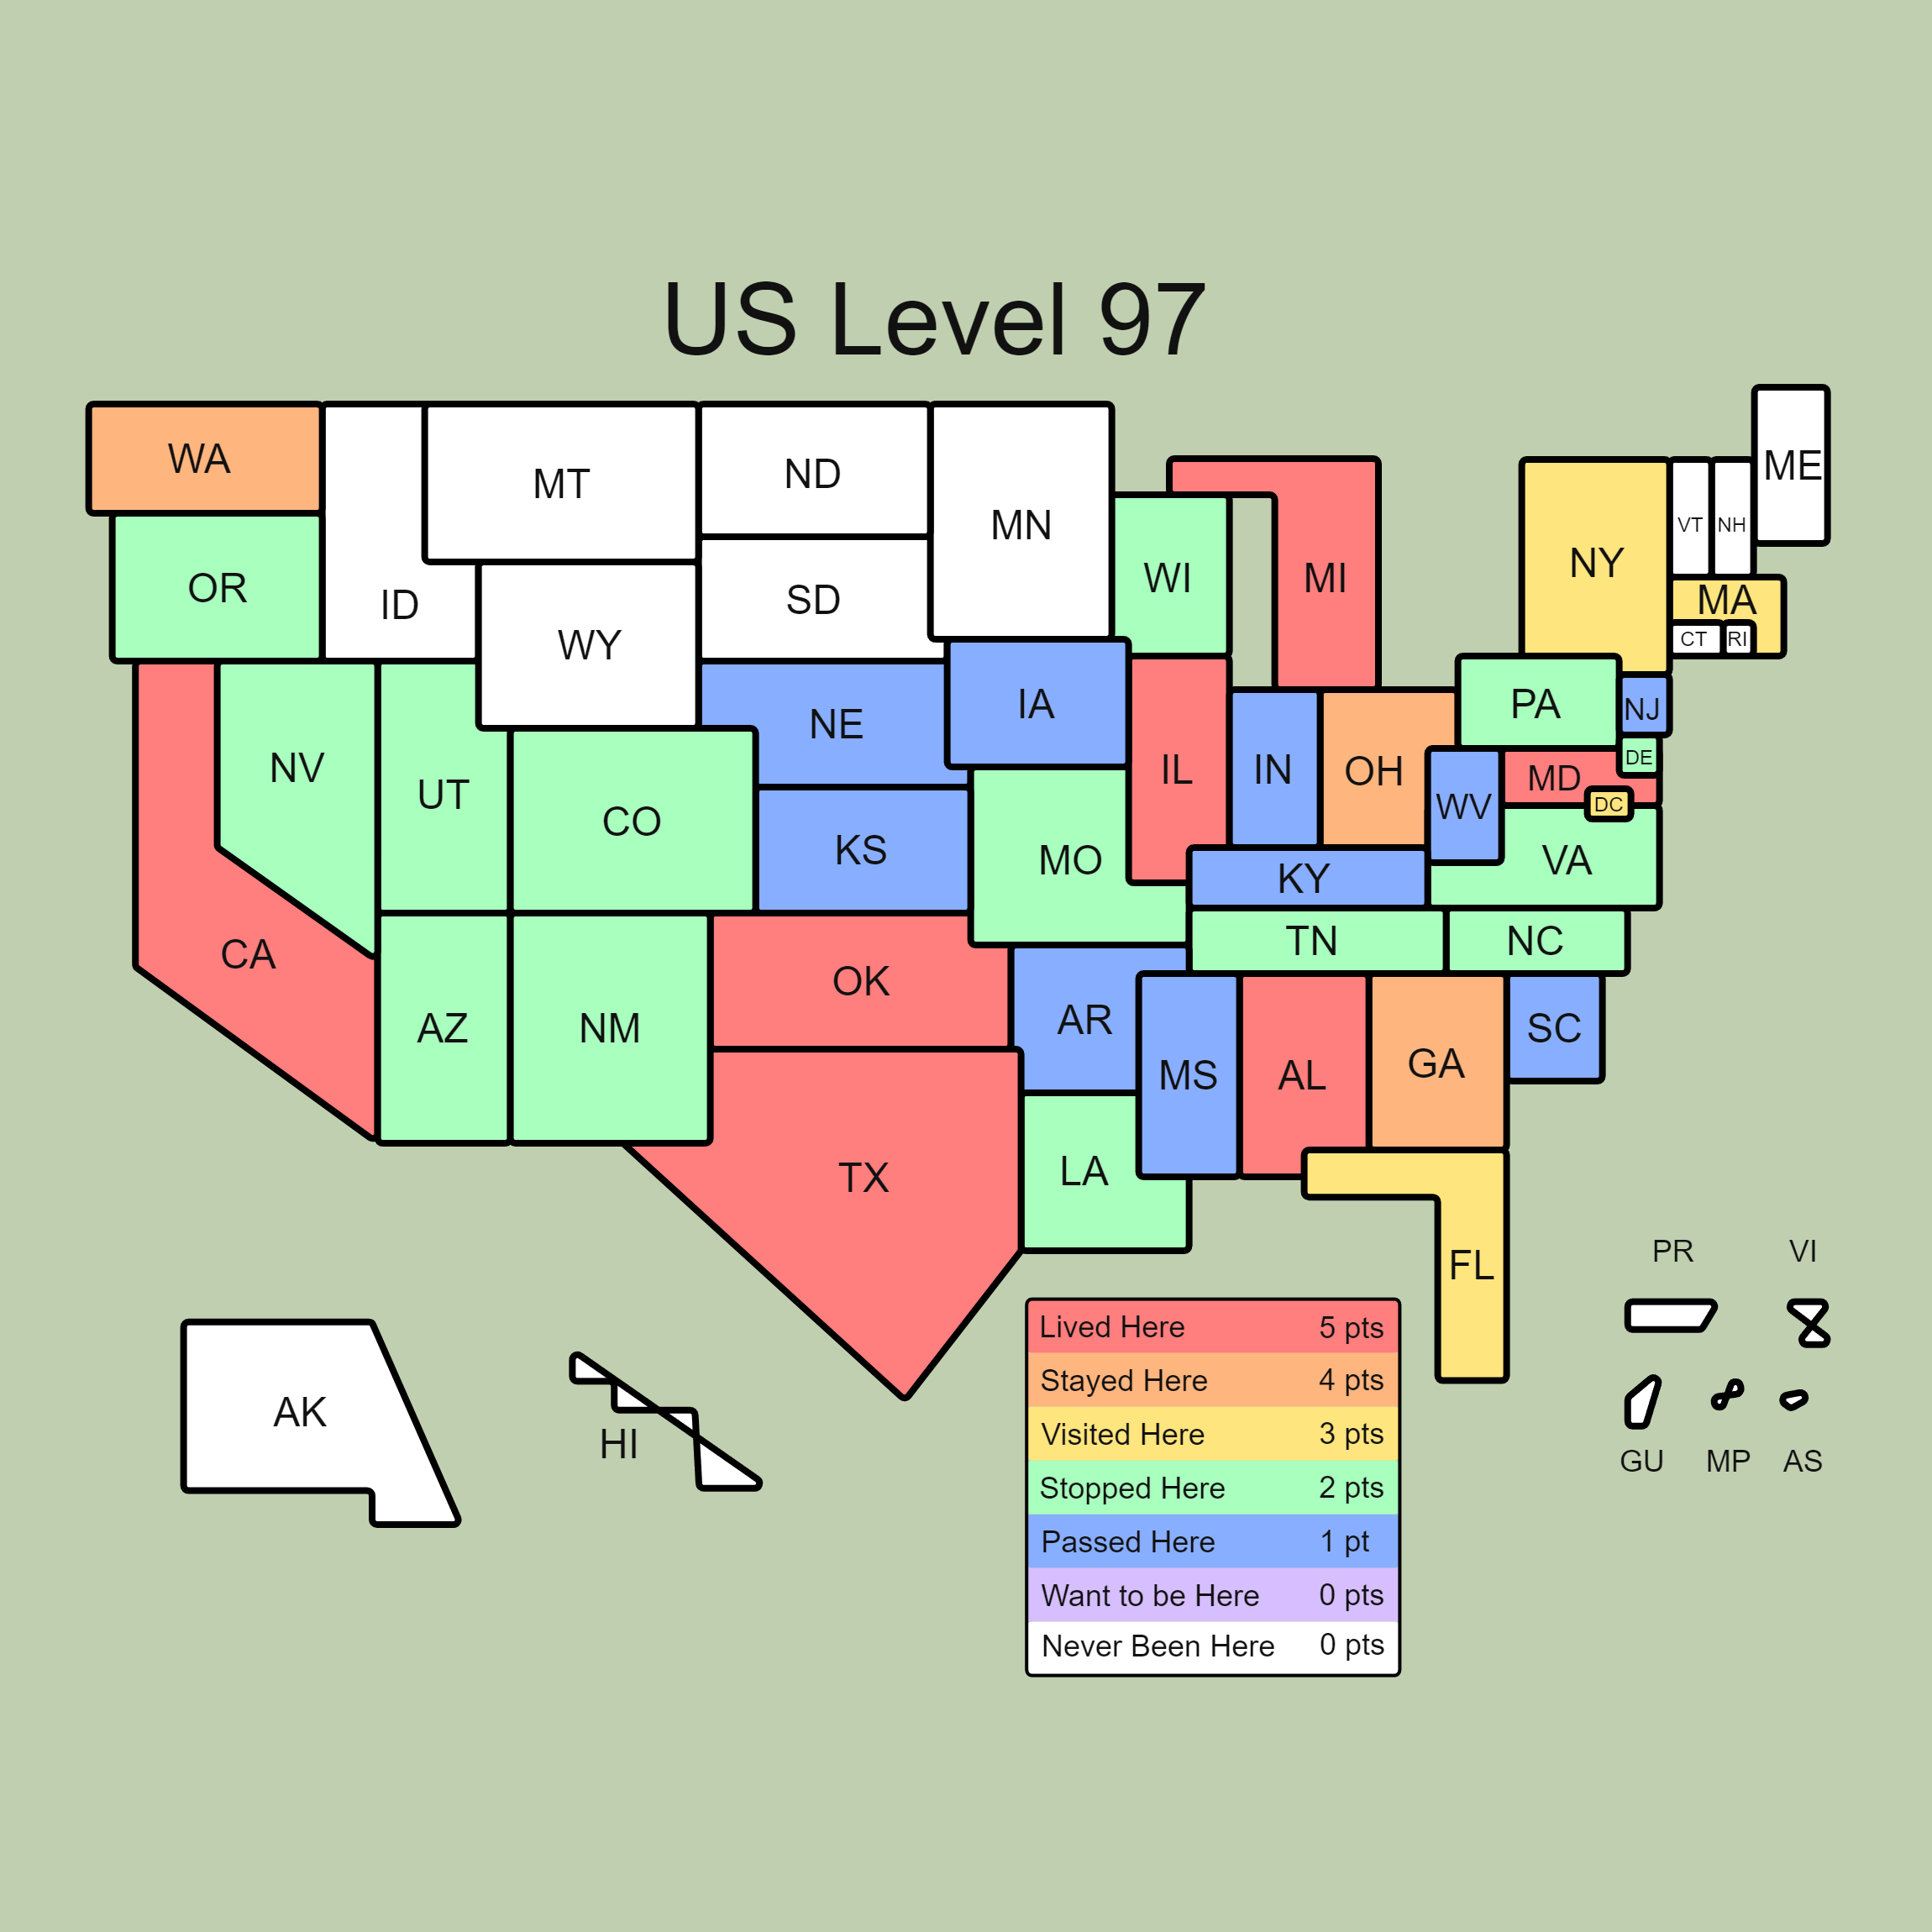 US Level 97
WA
MT
ND
MN
ME
OR
ID
SD
WI
MI
NY
VT
NH
WY
MA
CT
RI
NV
UT
CO
NE
IA
IL
IN
OH
PA
NJ
DE
MD
DC
WV
KS
MO
KY
VA
CA
OK
TN
NC
AZ
NM
AR
MS
AL
GA
SC
TX
LA
FL
PR
VI
AK
HI
GU
MP
AS
Lived Here 5 pts
Stayed Here 4 pts
Visited Here 3 pts
Stopped Here 2 pts
Passed Here 1 pt
Want to be Here 0 pts
Never Been Here 0 pts